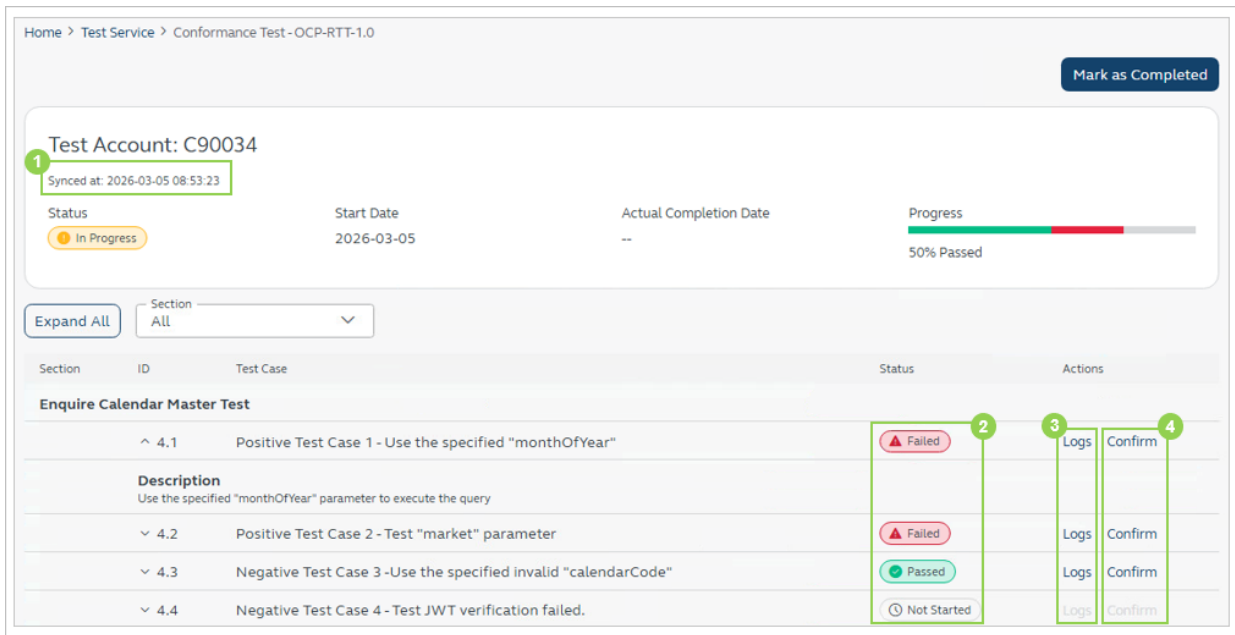 Home > Test Service > Conformance Test - OCP-RTT-1.0
Mark as Completed
Test Account: C90034
1
Synced at: 2026-03-05 08:53:23
Status Start Date Actual Completion Date Progress
In Progress 2026-03-05 -- 50% Passed
Expand All Section All
Section ID Test Case Status Actions
Enquire Calendar Master Test
2 3 4
4.1 Positive Test Case 1 - Use the specified "monthOfYear" Failed Logs Confirm
Description
Use the specified "monthOfYear" parameter to execute the query
4.2 Positive Test Case 2 - Test "market" parameter Failed Logs Confirm
4.3 Negative Test Case 3 -Use the specified invalid "calendarCode" Passed Logs Confirm
4.4 Negative Test Case 4 - Test JWT verification failed. Not Started Logs Confirm